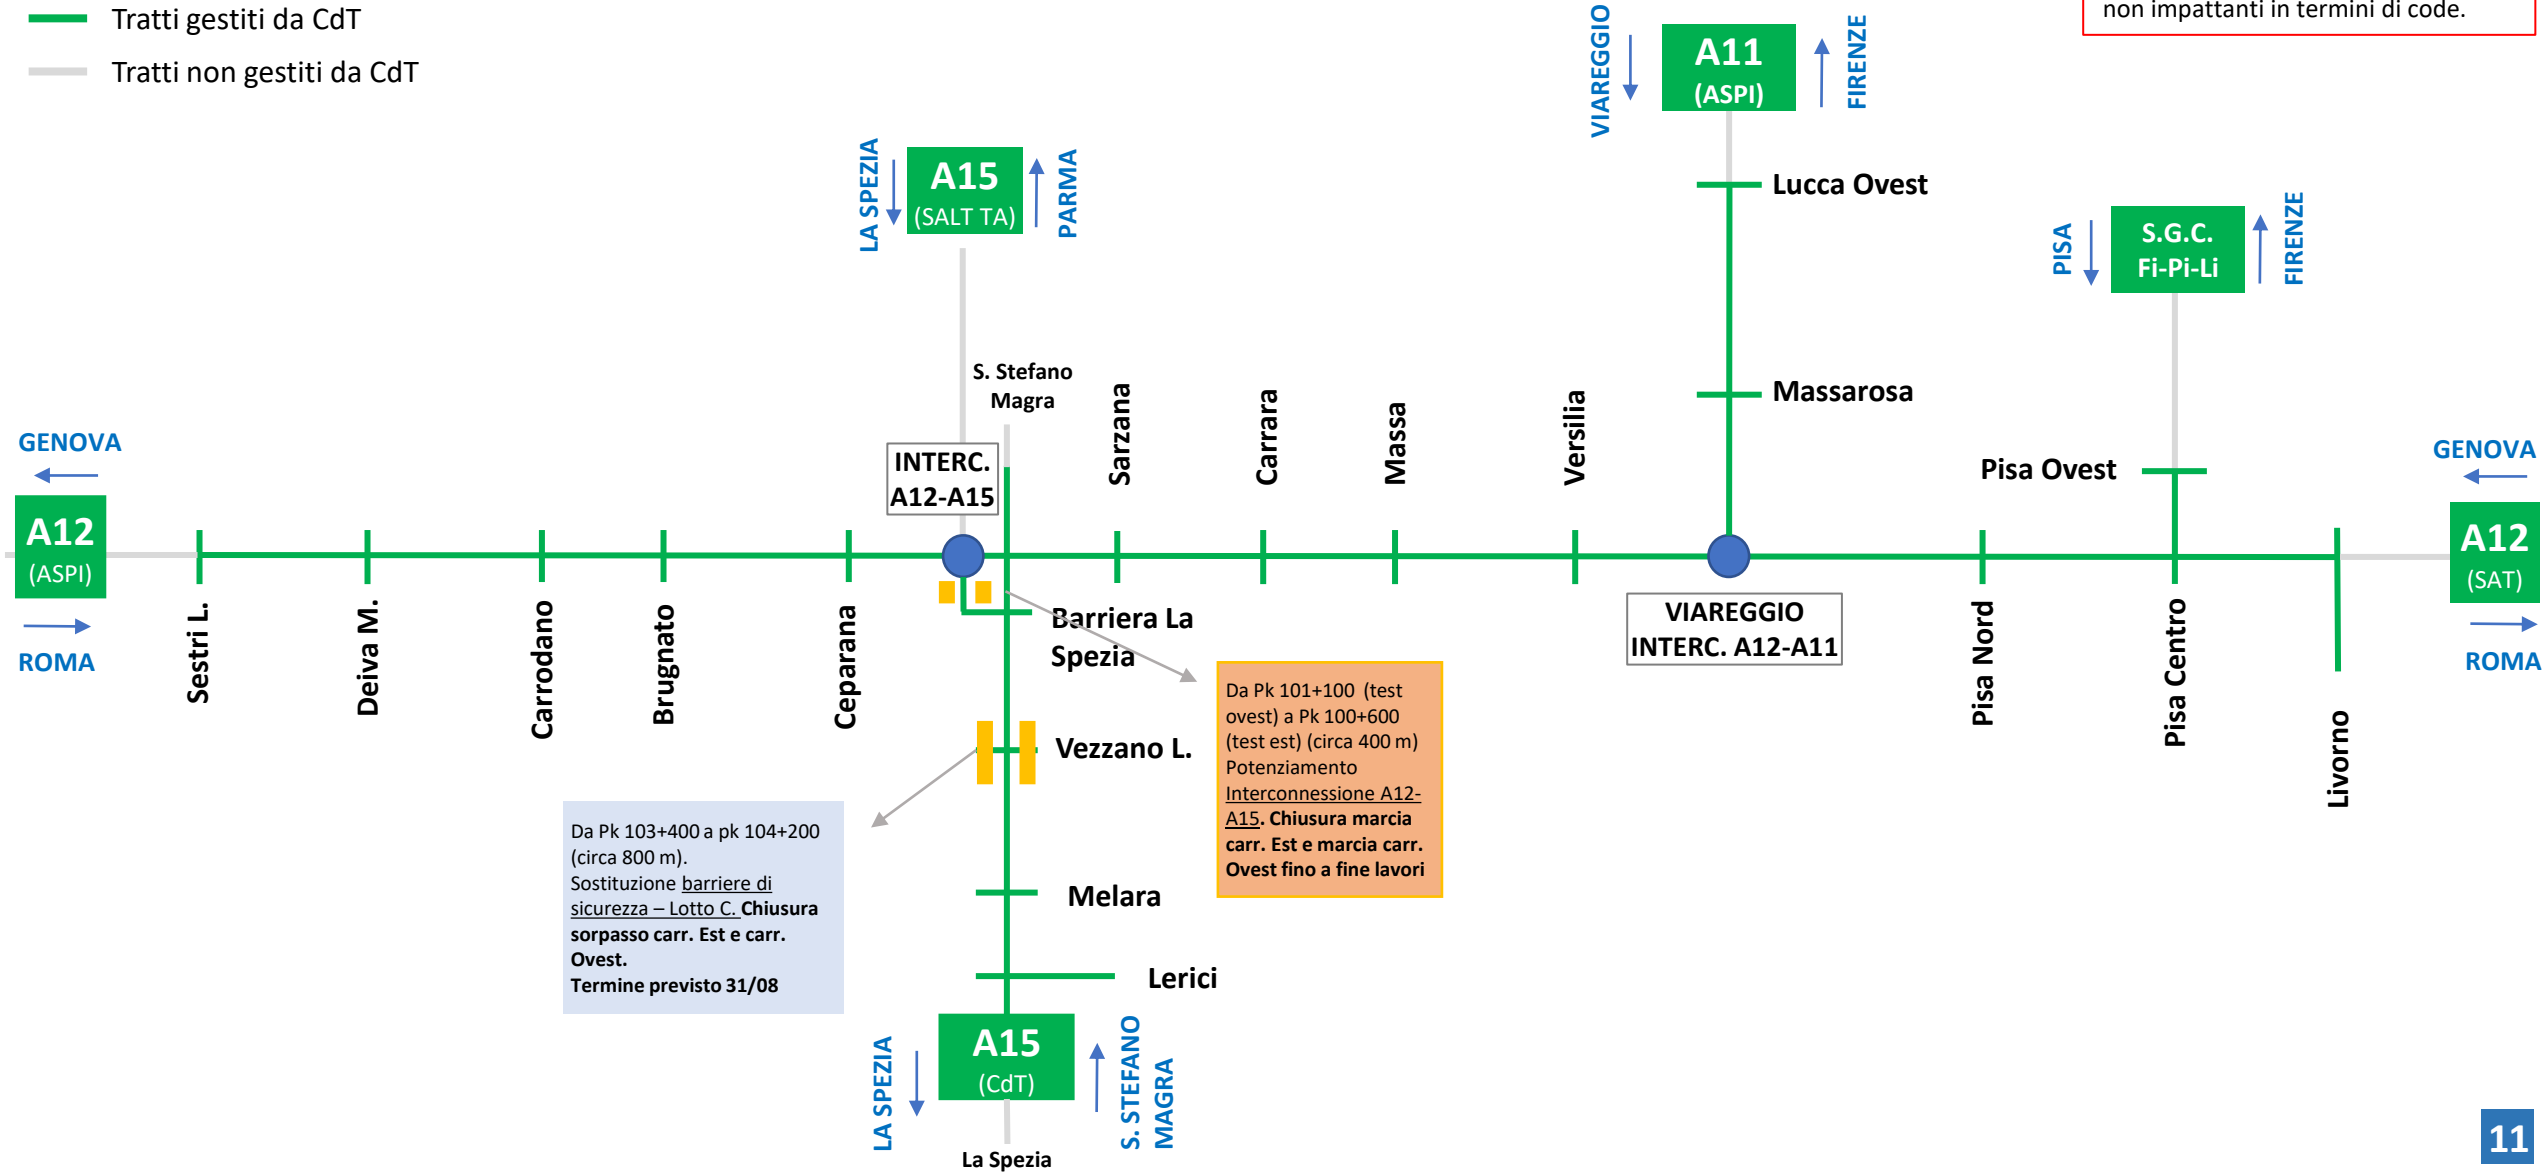 Tratti gestiti da CdT
Tratti non gestiti da CdT
non impattanti in termini di code.
VIAREGGIO
A11
(ASPI)
FIRENZE
LA SPEZIA
A15
(SALT TA)
PARMA
Lucca Ovest
PISA
S.G.C.
Fi-Pi-Li
FIRENZE
S. Stefano
Magra
Massarosa
GENOVA
INTERC.
A12-A15
Sarzana
Carrara
Massa
Versilia
Pisa Ovest
GENOVA
A12
(ASPI)
ROMA
A12
(SAT)
ROMA
Sestri L.
Deiva M.
Carrodano
Brugnato
Ceparana
Barriera La
Spezia
VIAREGGIO
INTERC. A12-A11
Pisa Nord
Pisa Centro
Livorno
Vezzano L.
Da Pk 101+100 (test
ovest) a Pk 100+600
(test est) (circa 400 m)
Potenziamento
Interconnessione A12-
A15. Chiusura marcia
carr. Est e marcia carr.
Ovest fino a fine lavori
Da Pk 103+400 a pk 104+200
(circa 800 m).
Sostituzione barriere di
sicurezza – Lotto C. Chiusura
sorpasso carr. Est e carr.
Ovest.
Termine previsto 31/08
Melara
Lerici
LA SPEZIA
A15
(CdT)
S. STEFANO
MAGRA
La Spezia
11